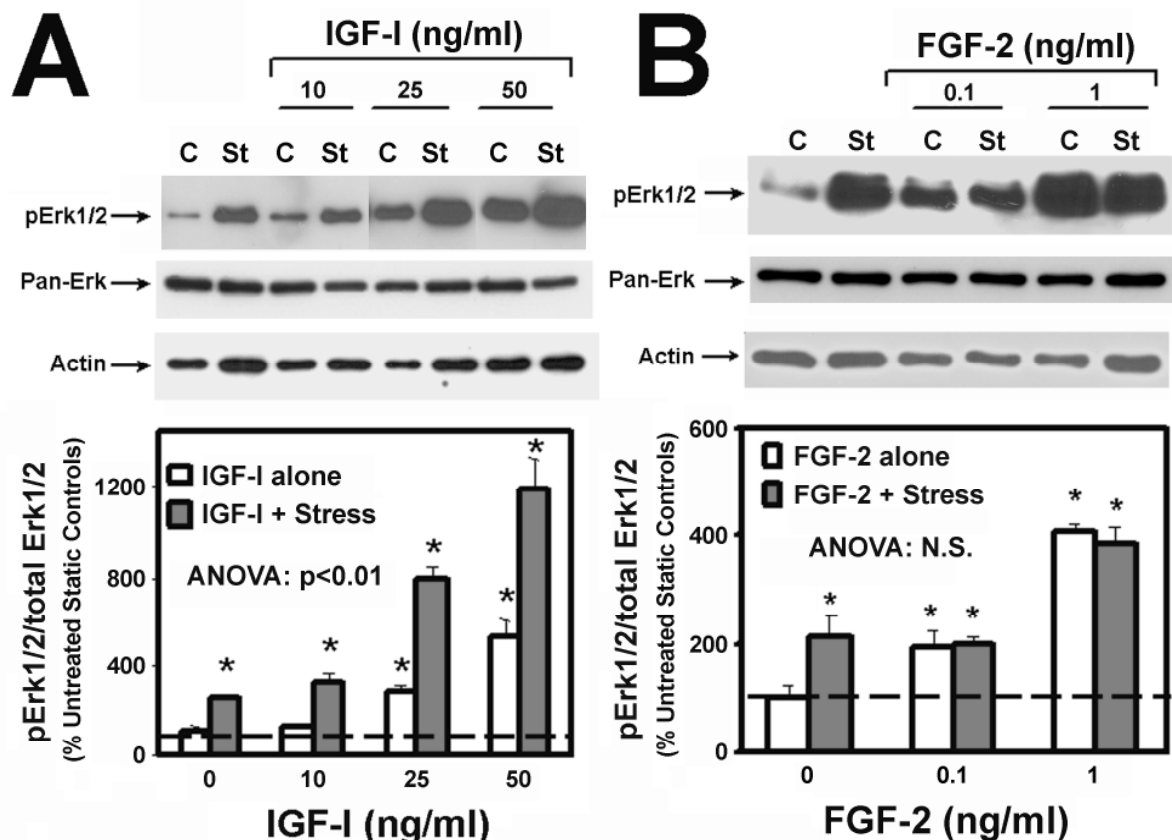 A
IGF-I (ng/ml)
10 25 50
C St C St C St C St
pErk1/2
Pan-Erk
Actin
pErk1/2/total Erk1/2
(% Untreated Static Controls)
1200
800
400
0
IGF-I alone
IGF-I + Stress
ANOVA: p<0.01
* * * * * *
0 10 25 50
IGF-I (ng/ml)
B
FGF-2 (ng/ml)
0.1 1
C St C St C St
pErk1/2
Pan-Erk
Actin
pErk1/2/total Erk1/2
(% Untreated Static Controls)
600
400
200
0
FGF-2 alone
FGF-2 + Stress
ANOVA: N.S.
* * * * *
0 0.1 1
FGF-2 (ng/ml)